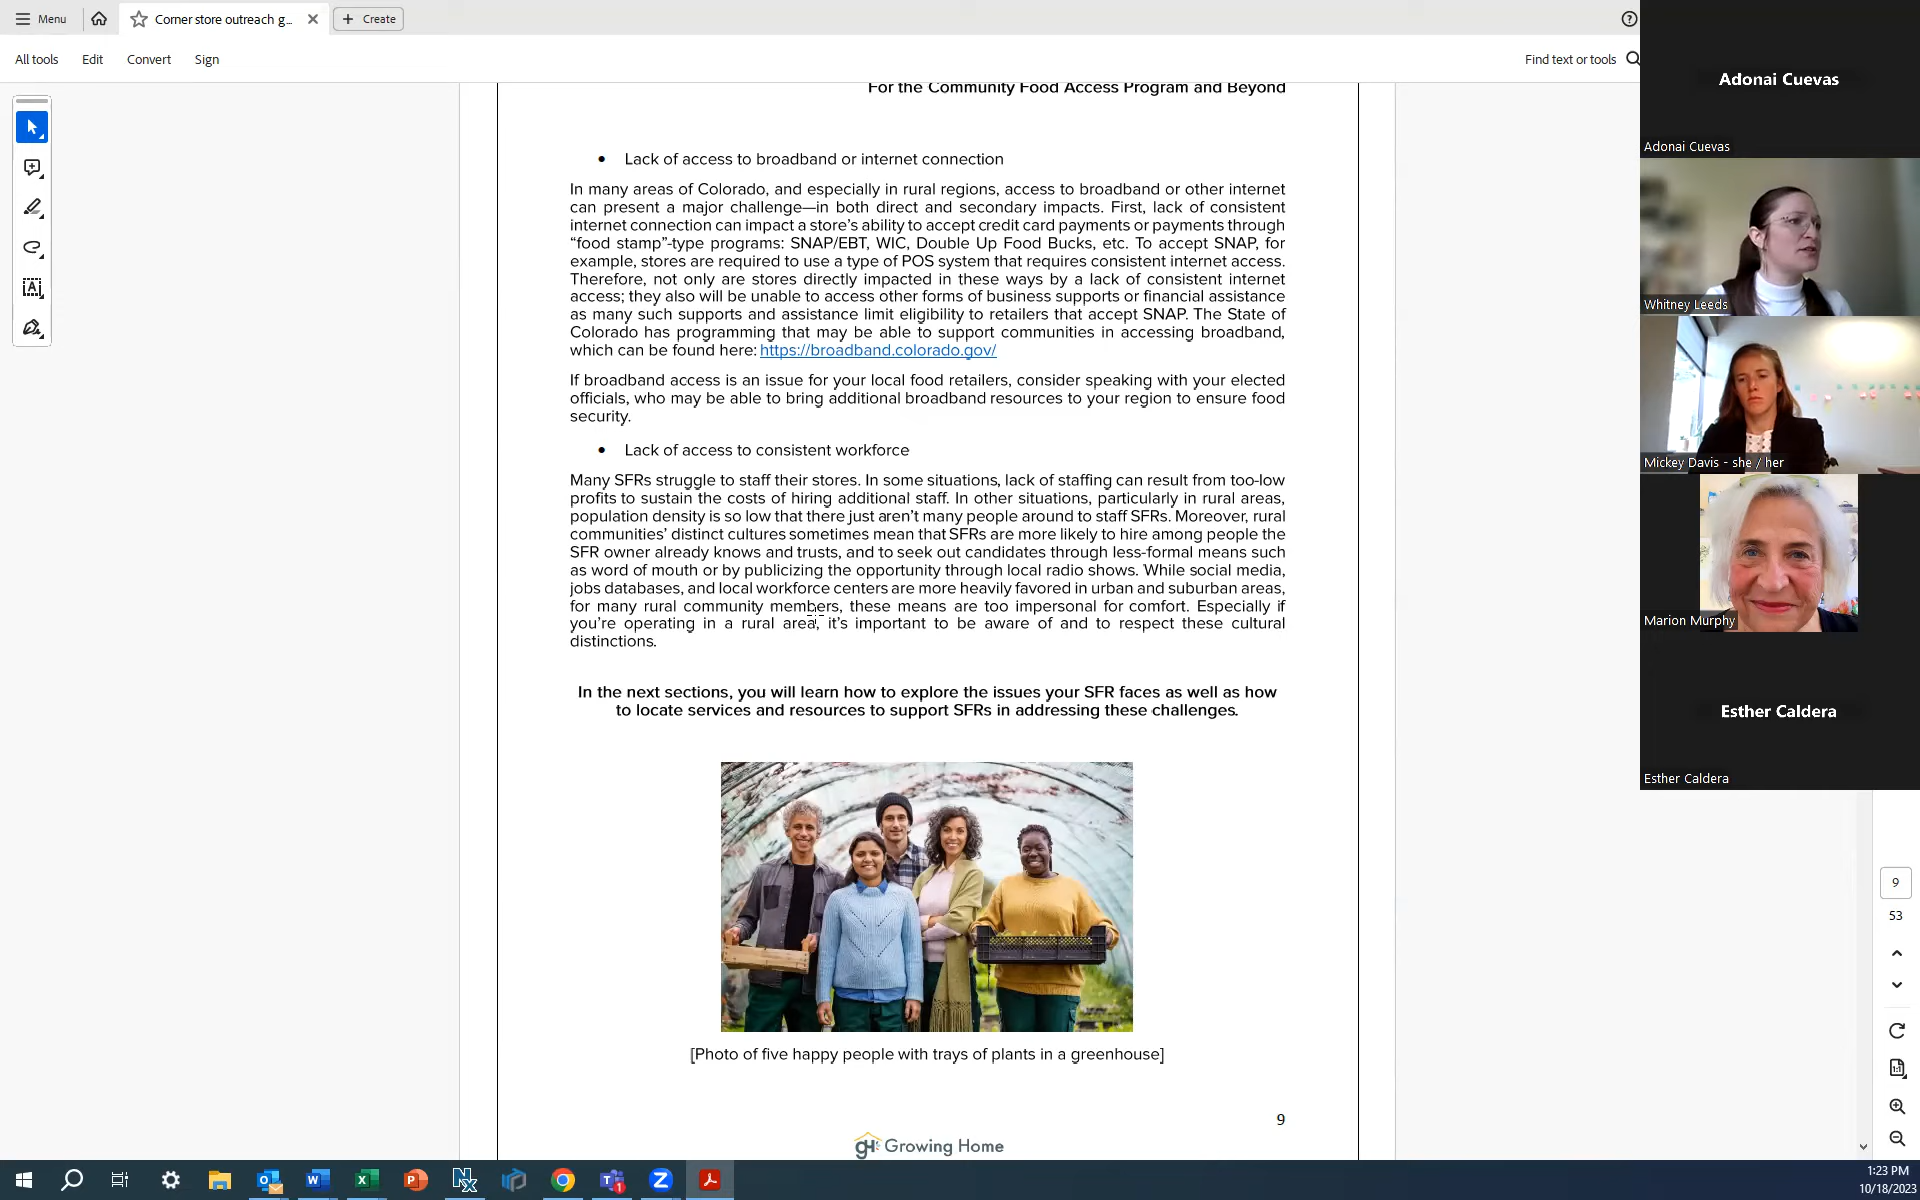 Menu
Corner store outreach g...
Create
All tools
Edit
Convert
Sign
Find text or tools
For the Community Food Access Program and Beyond
• Lack of access to broadband or internet connection
In many areas of Colorado, and especially in rural regions, access to broadband or other internet
can present a major challenge—in both direct and secondary impacts. First, lack of consistent
internet connection can impact a store’s ability to accept credit card payments or payments through
“food stamp”-type programs: SNAP/EBT, WIC, Double Up Food Bucks, etc. To accept SNAP, for
example, stores are required to use a type of POS system that requires consistent internet access.
Therefore, not only are stores directly impacted in these ways by a lack of consistent internet
access; they also will be unable to access other forms of business supports or financial assistance
as many such supports and assistance limit eligibility to retailers that accept SNAP. The State of
Colorado has programming that may be able to support communities in accessing broadband,
which can be found here: https://broadband.colorado.gov/
If broadband access is an issue for your local food retailers, consider speaking with your elected
officials, who may be able to bring additional broadband resources to your region to ensure food
security.
• Lack of access to consistent workforce
Many SFRs struggle to staff their stores. In some situations, lack of staffing can result from too-low
profits to sustain the costs of hiring additional staff. In other situations, particularly in rural areas,
population density is so low that there just aren’t many people around to staff SFRs. Moreover, rural
communities’ distinct cultures sometimes mean that SFRs are more likely to hire among people the
SFR owner already knows and trusts, and to seek out candidates through less-formal means such
as word of mouth or by publicizing the opportunity through local radio shows. While social media,
jobs databases, and local workforce centers are more heavily favored in urban and suburban areas,
for many rural community members, these means are too impersonal for comfort. Especially if
you’re operating in a rural area, it’s important to be aware of and to respect these cultural
distinctions.
In the next sections, you will learn how to explore the issues your SFR faces as well as how
to locate services and resources to support SFRs in addressing these challenges.
[Photo of five happy people with trays of plants in a greenhouse]
9
gH Growing Home
Adonai Cuevas
Adonai Cuevas
Whitney Leeds
Mickey Davis - she / her
Marion Murphy
Esther Caldera
Esther Caldera
9
53
1:23 PM
10/18/2023